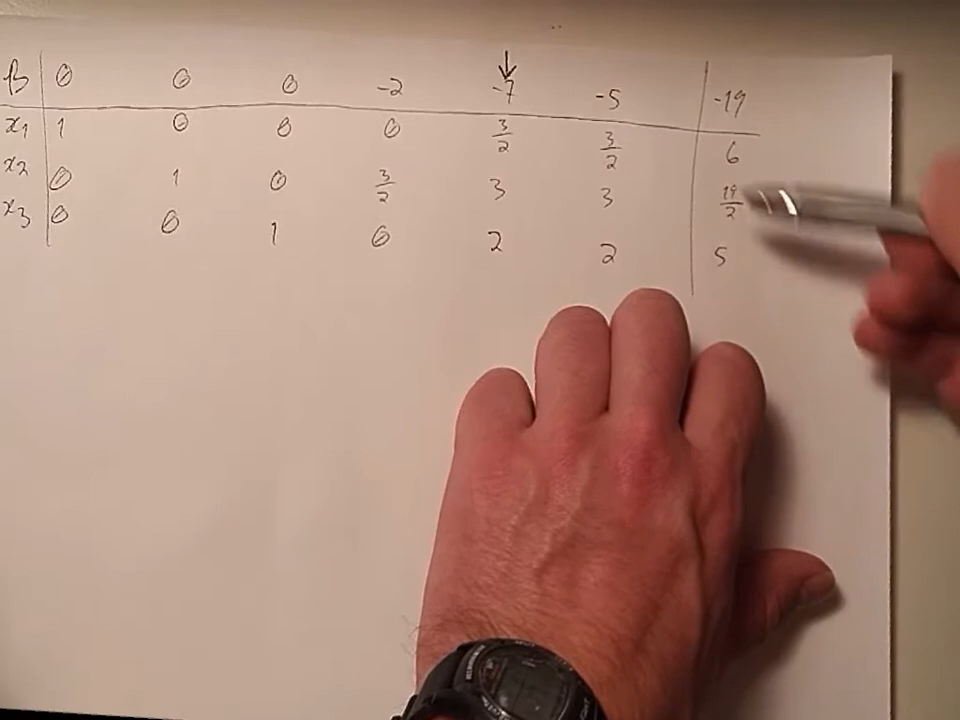 B 0 0 0 -2 -7 -5 -19
x1 1 0 0 0 3/2 3/2 6
x2 0 1 0 3/2 3 3 19/2
x3 0 0 1 0 2 2 5